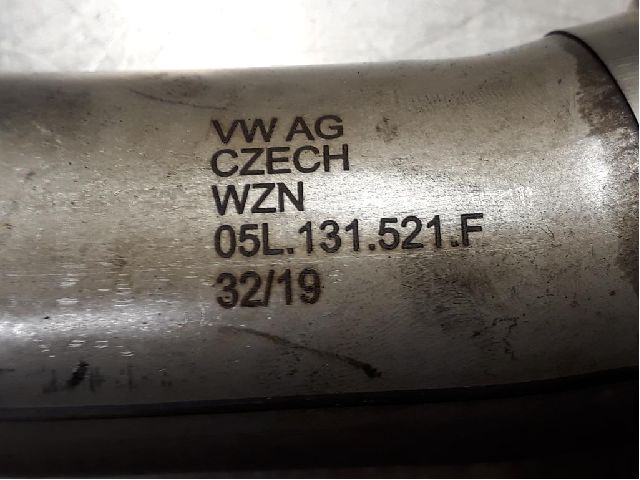 VW AG
CZECH
WZN
05L.131.521.F
32/19